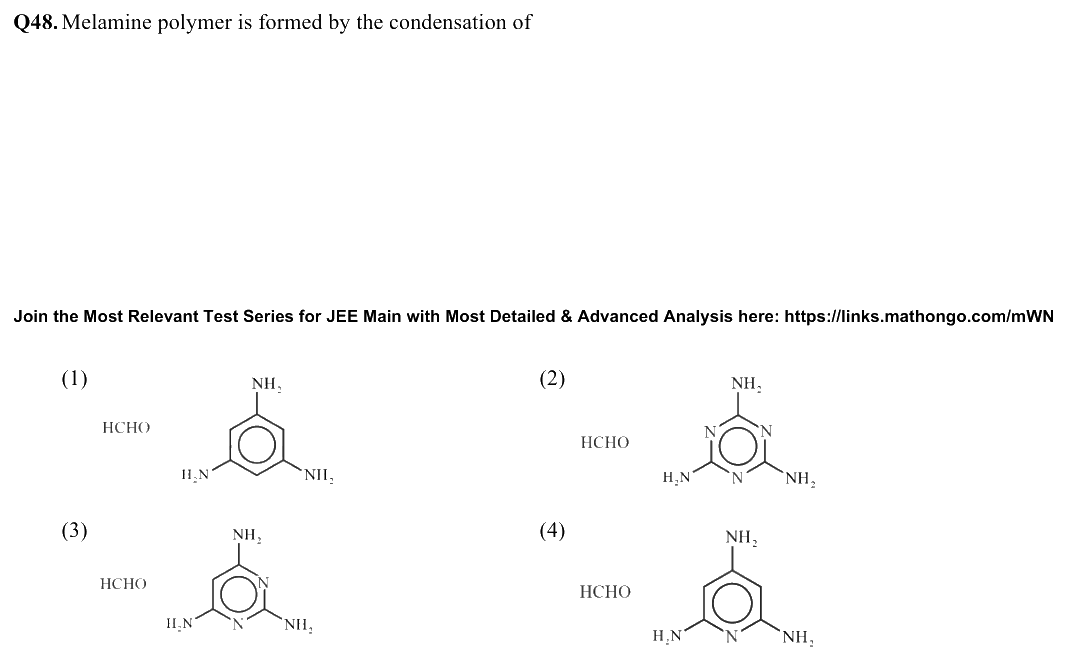 Q48. Melamine polymer is formed by the condensation of
Join the Most Relevant Test Series for JEE Main with Most Detailed & Advanced Analysis here: https://links.mathongo.com/mWN
(1)
HCHO
NH₂
H₂N
NH₂
(2)
HCHO
NH₂
N
N
H₂N
N
NH₂
(3)
HCHO
NH₂
N
H₂N
N
NH₂
(4)
HCHO
NH₂
H₂N
N
NH₂